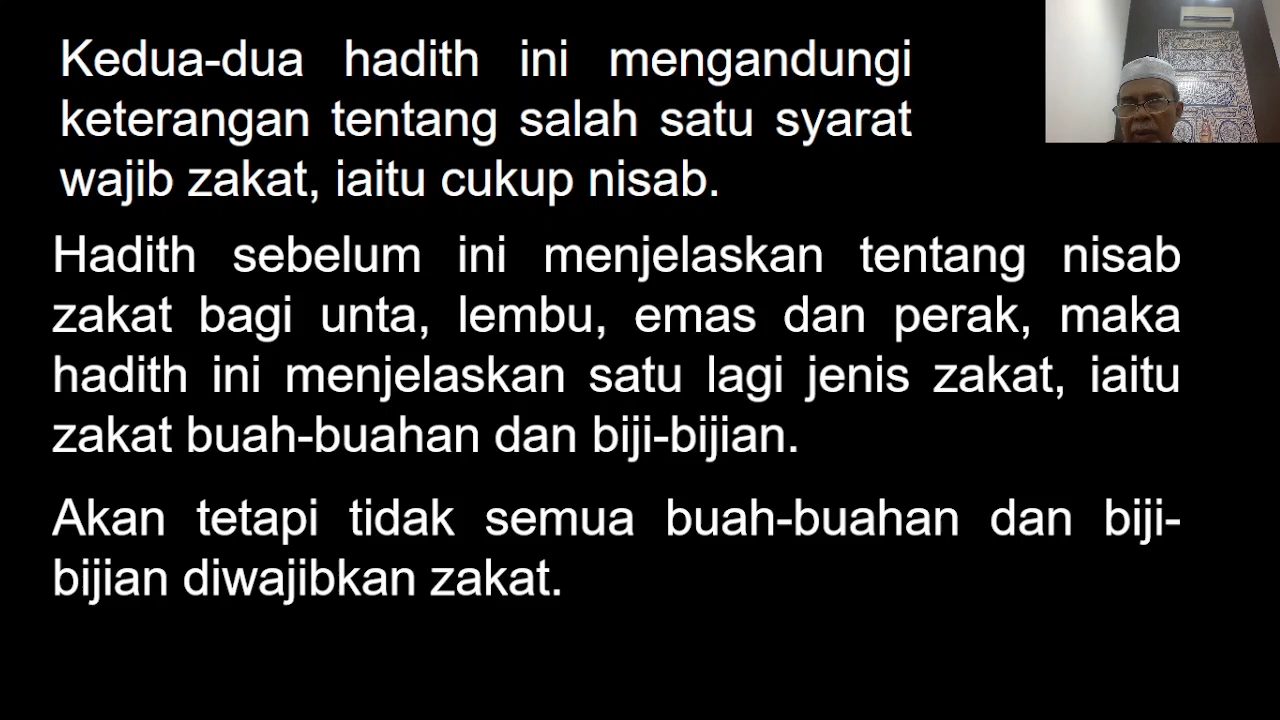 Kedua-dua hadith ini mengandungi
keterangan tentang salah satu syarat
wajib zakat, iaitu cukup nisab.
Hadith sebelum ini menjelaskan tentang nisab
zakat bagi unta, lembu, emas dan perak, maka
hadith ini menjelaskan satu lagi jenis zakat, iaitu
zakat buah-buahan dan biji-bijian.
Akan tetapi tidak semua buah-buahan dan biji-
bijian diwajibkan zakat.